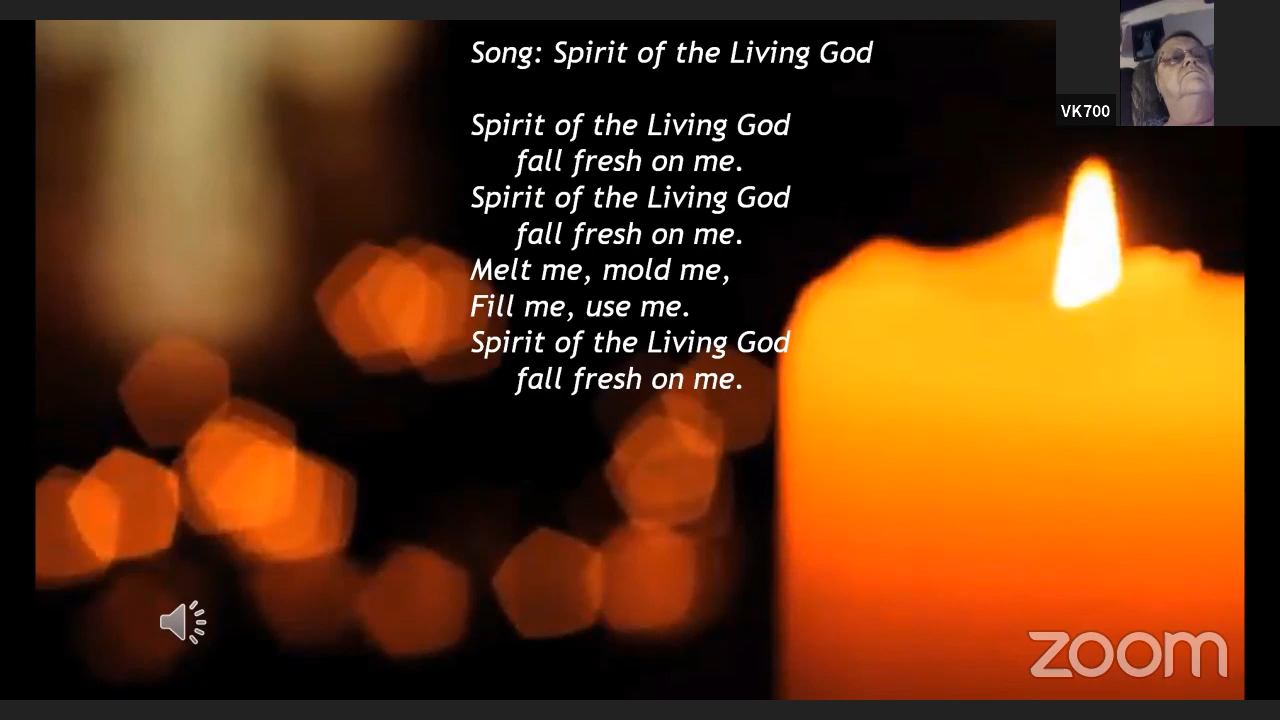 Song: Spirit of the Living God
Spirit of the Living God
fall fresh on me.
Spirit of the Living God
fall fresh on me.
Melt me, mold me,
Fill me, use me.
Spirit of the Living God
fall fresh on me.
VK700
zoom